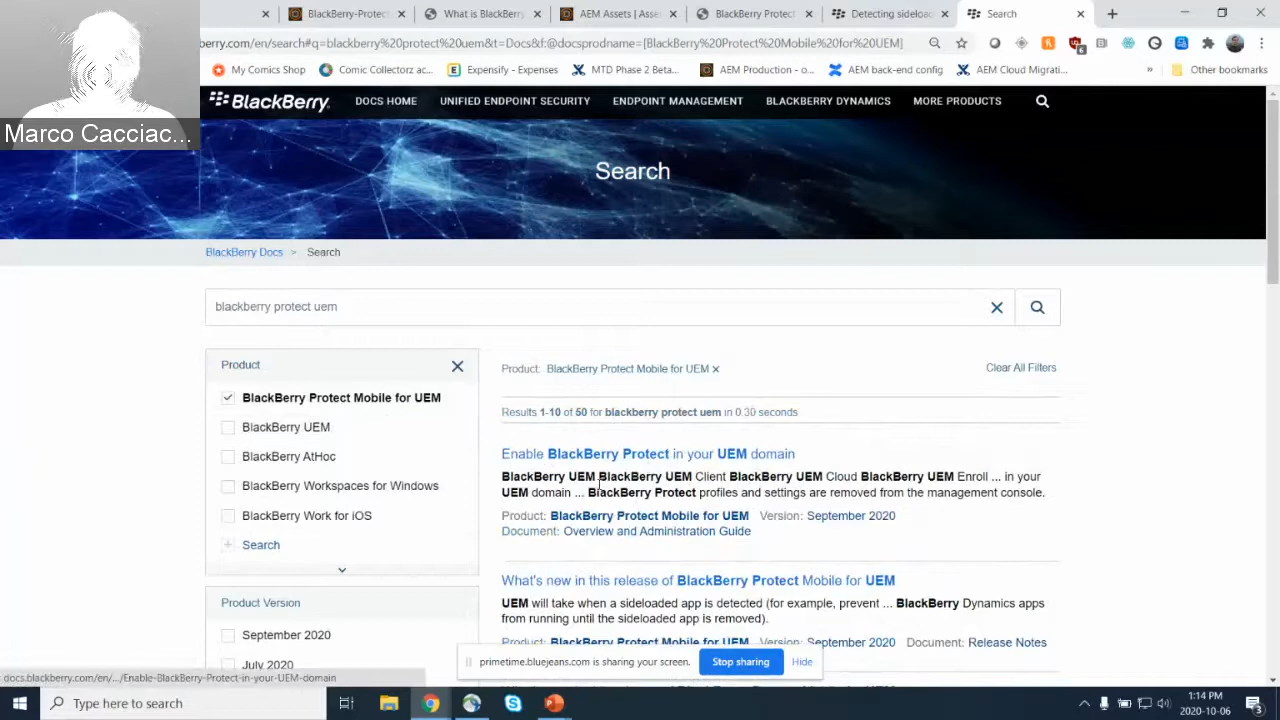 BlackBerry-Protect
What is BlackBerry
AEM Assets | Asse
BlackBerry Protect
Detecting sideloa
Search
berry.com/en/search#q=blackberry%20protect%20uem&t=Docs&f:@docsprodname=[BlackBerry%20Protect%20Mobile%20for%20UEM]
6
My Comics Shop
Comic Collectorz ac...
Expensify - Expenses
MTD Phase 2 Beta...
AEM Production - o...
AEM back-end config
AEM Cloud Migrati...
»
Other bookmarks
Marco Cacciac...
BlackBerry
DOCS HOME
UNIFIED ENDPOINT SECURITY
ENDPOINT MANAGEMENT
BLACKBERRY DYNAMICS
MORE PRODUCTS
Search
BlackBerry Docs > Search
blackberry protect uem
Product
BlackBerry Protect Mobile for UEM
BlackBerry UEM
BlackBerry AtHoc
BlackBerry Workspaces for Windows
BlackBerry Work for iOS
Search
Product Version
September 2020
July 2020
Product: BlackBerry Protect Mobile for UEM ×
Clear All Filters
Results 1-10 of 50 for blackberry protect uem in 0.30 seconds
Enable BlackBerry Protect in your UEM domain
BlackBerry UEM BlackBerry UEM Client BlackBerry UEM Cloud BlackBerry UEM Enroll ... in your
UEM domain ... BlackBerry Protect profiles and settings are removed from the management console.
Product: BlackBerry Protect Mobile for UEM Version: September 2020
Document: Overview and Administration Guide
What's new in this release of BlackBerry Protect Mobile for UEM
UEM will take when a sideloaded app is detected (for example, prevent ... BlackBerry Dynamics apps
from running until the sideloaded app is removed).
Product: BlackBerry Protect Mobile for UEM Version: September 2020 Document: Release Notes
primetime.bluejeans.com is sharing your screen.
Stop sharing
Hide
docs.blackberry.com/en/.../Enable-BlackBerry-Protect-in-your-UEM-domain
Type here to search
1:14 PM
2020-10-06
3